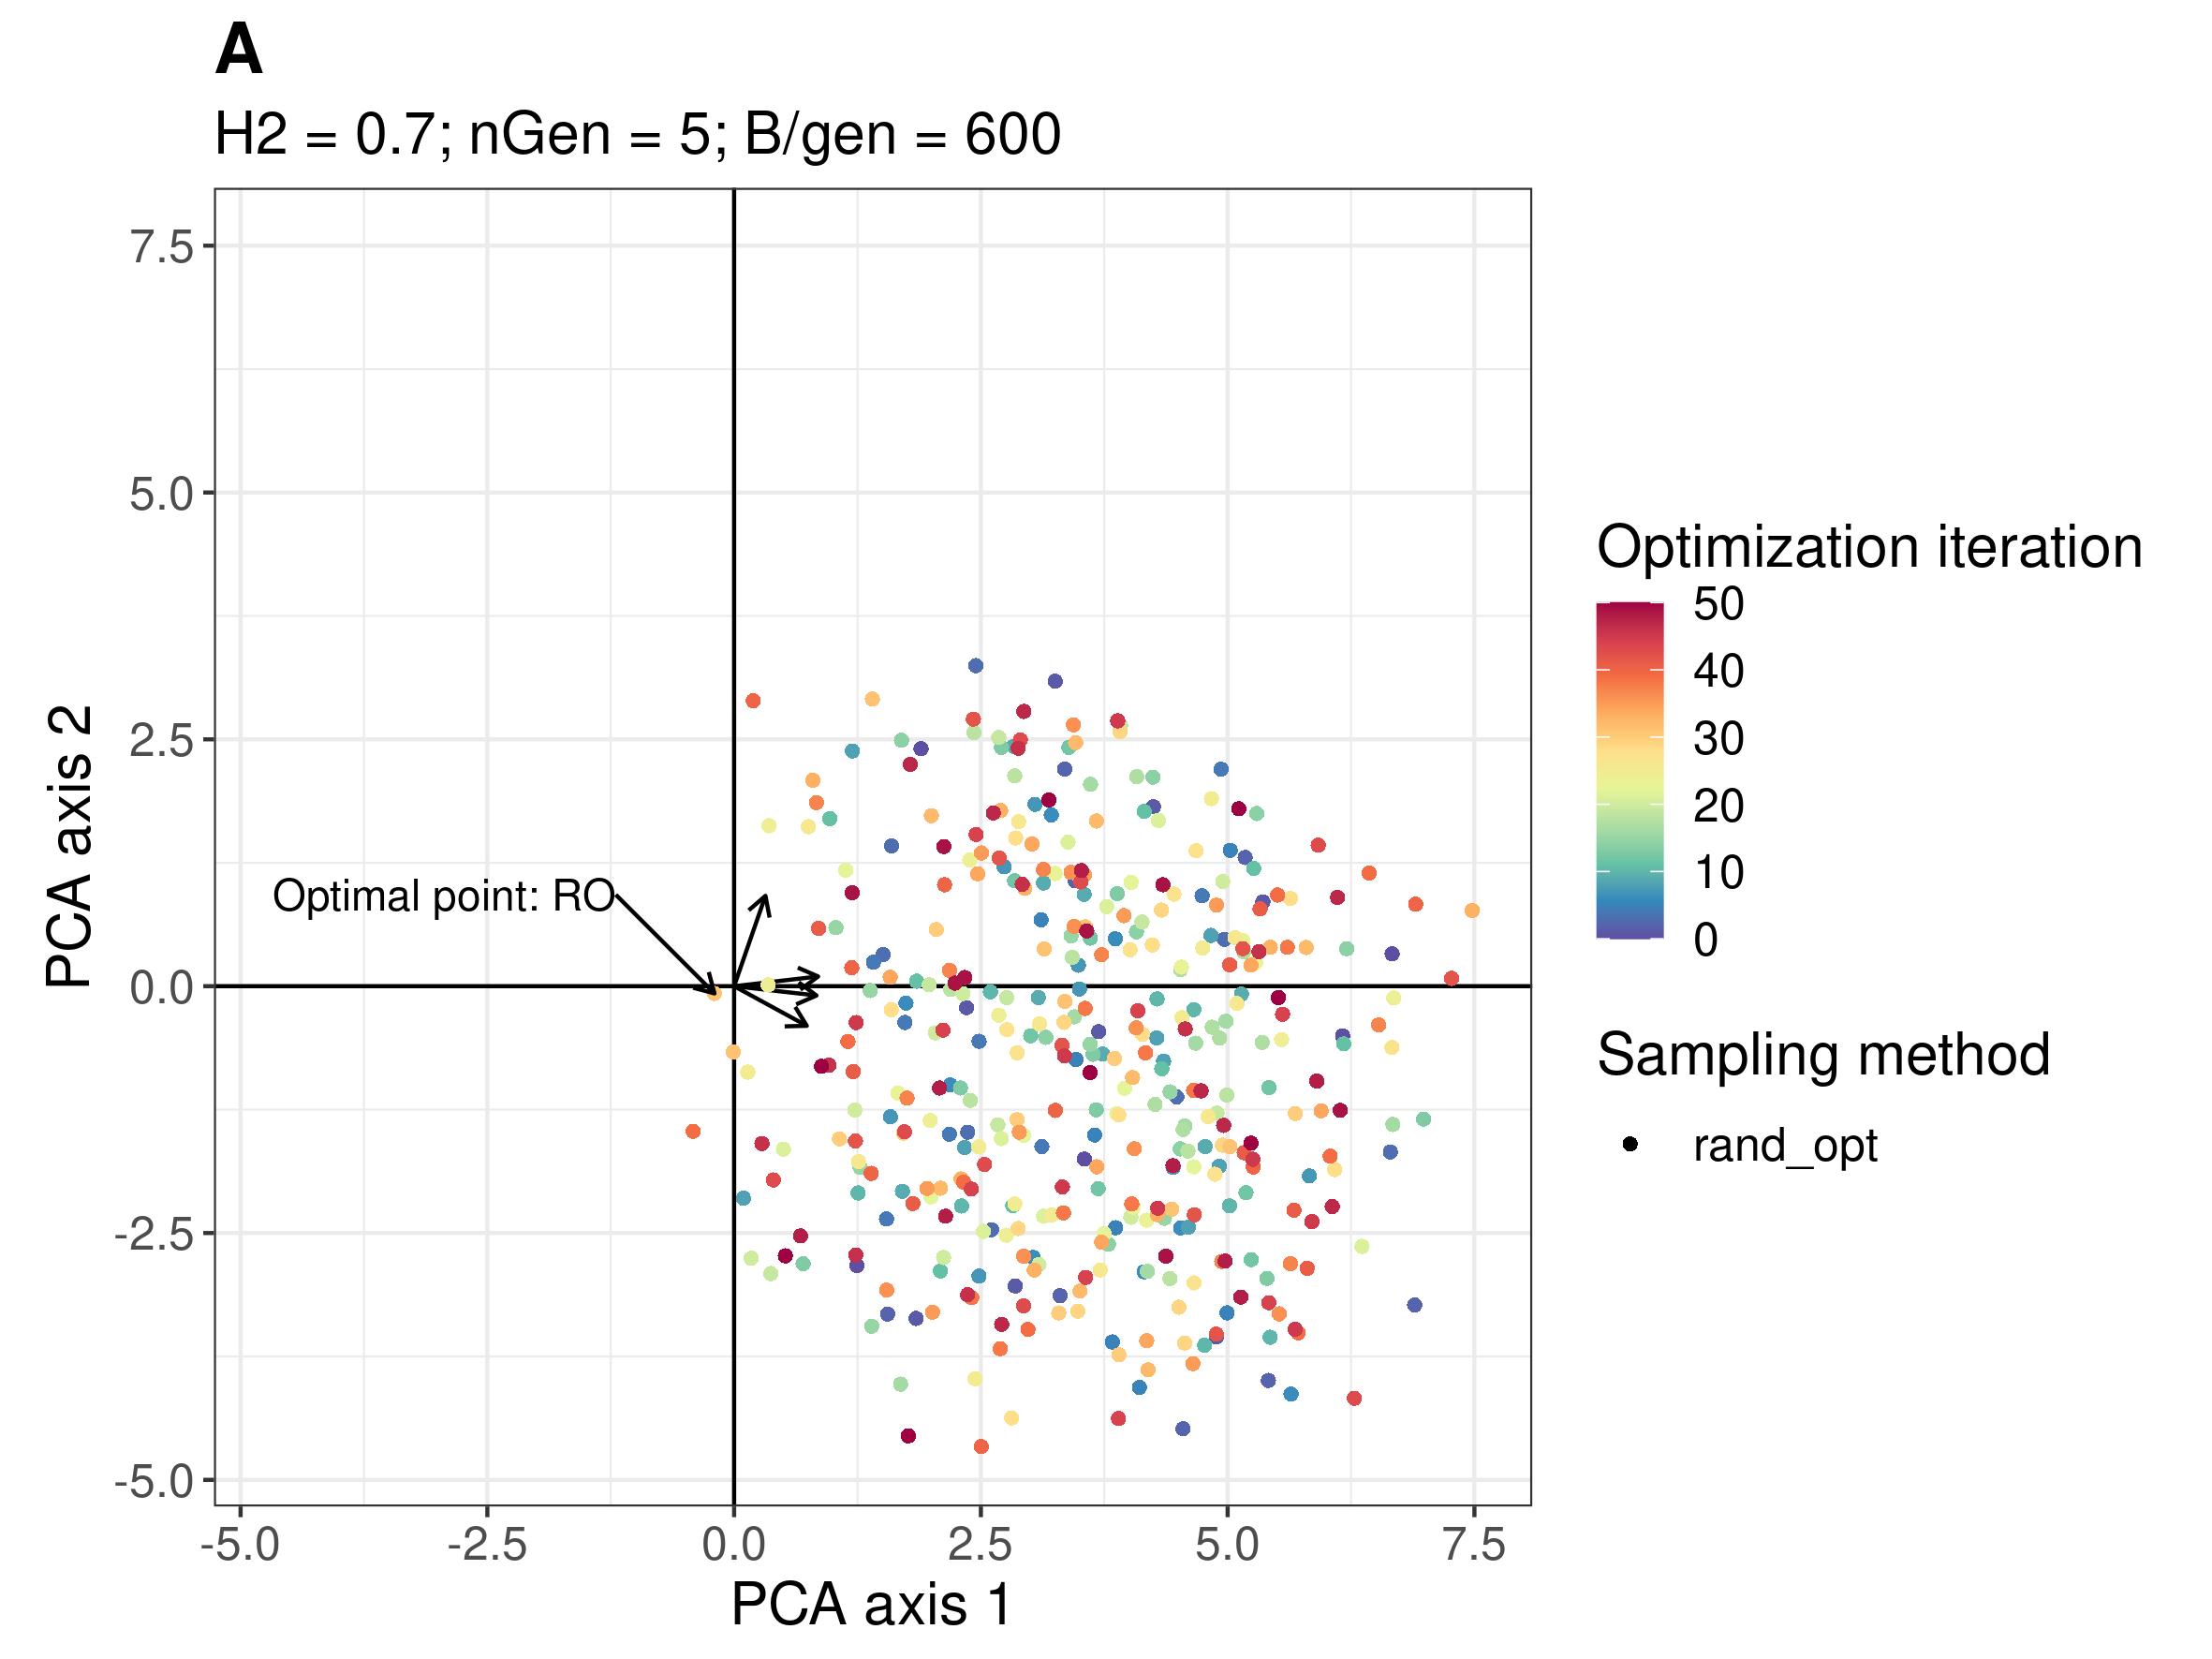 A
H2 = 0.7; nGen = 5; B/gen = 600
7.5
5.0
2.5
0.0
-2.5
-5.0
PCA axis 2
Optimal point: RO
-5.0
-2.5
0.0
2.5
5.0
7.5
PCA axis 1
Optimization iteration
50
40
30
20
10
0
Sampling method
rand_opt